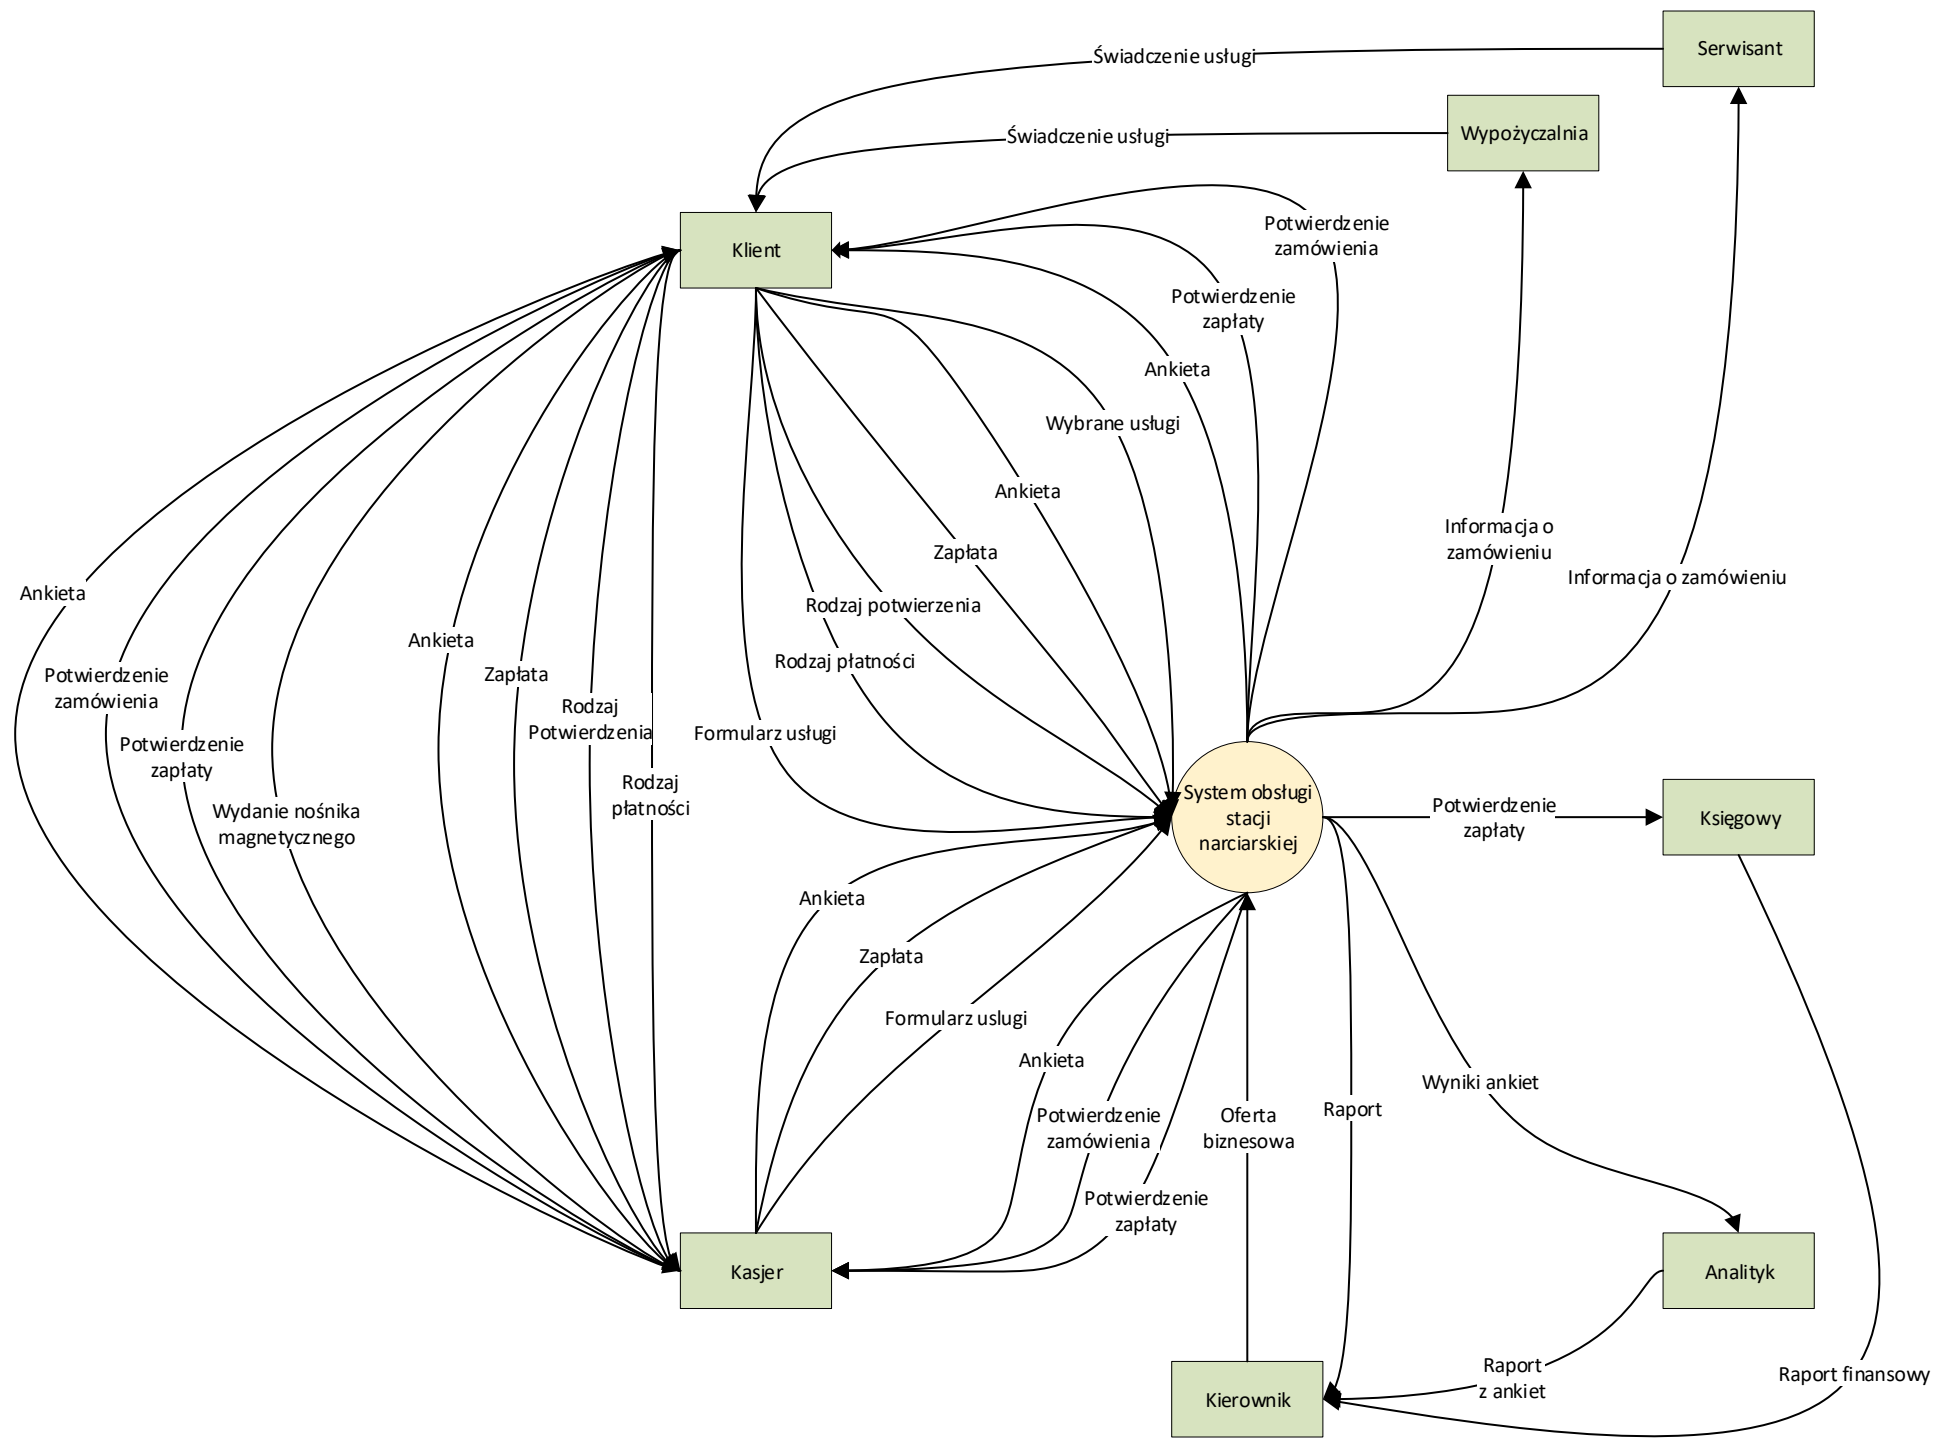 Serwisant
Świadczenie usługi
Wypożyczalnia
Świadczenie usługi
Klient
Potwierdzenie
zamówienia
Potwierdzenie
zapłaty
Ankieta
Wybrane usługi
Ankieta
Zapłata
Informacja o
zamówieniu
Informacja o zamówieniu
Rodzaj potwierzenia
Rodzaj płatności
Formularz usługi
Ankieta
Potwierdzenie
zamówienia
Potwierdzenie
zapłaty
Wydanie nośnika
magnetycznego
Ankieta
Zapłata
Rodzaj
Potwierdzenia
Rodzaj
płatności
System obsługi
stacji
narciarskiej
Potwierdzenie
zapłaty
Księgowy
Ankieta
Zapłata
Formularz uslugi
Ankieta
Potwierdzenie
zamówienia
Potwierdzenie
zapłaty
Oferta
biznesowa
Raport
Wyniki ankiet
Kasjer
Analityk
Raport
z ankiet
Raport finansowy
Kierownik